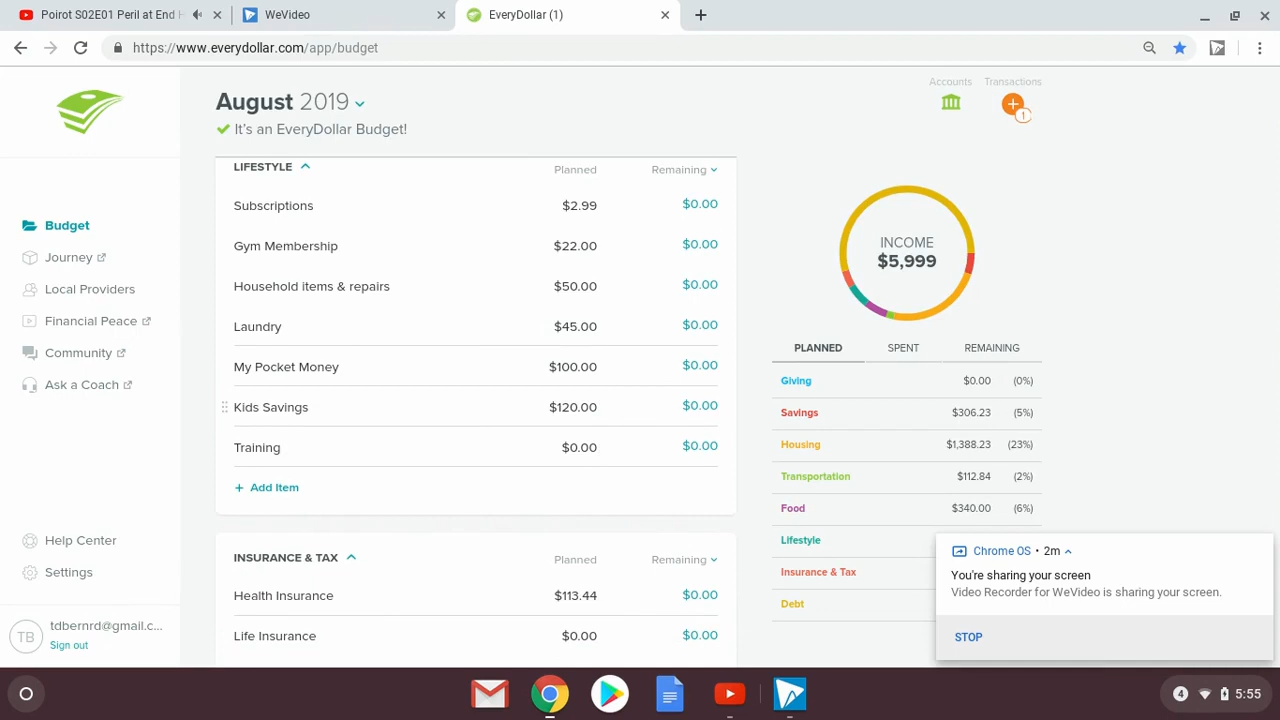 Poirot S02E01 Peril at End H
WeVideo
EveryDollar (1)
https://www.everydollar.com/app/budget
August 2019
It's an EveryDollar Budget!
Accounts
Transactions
1
Budget
Journey
Local Providers
Financial Peace
Community
Ask a Coach
Help Center
Settings
TB
tdbernrd@gmail.c...
Sign out
LIFESTYLE Planned Remaining
Subscriptions $2.99 $0.00
Gym Membership $22.00 $0.00
Household items & repairs $50.00 $0.00
Laundry $45.00 $0.00
My Pocket Money $100.00 $0.00
Kids Savings $120.00 $0.00
Training $0.00 $0.00
+ Add Item
INSURANCE & TAX Planned Remaining
Health Insurance $113.44 $0.00
Life Insurance $0.00 $0.00
INCOME
$5,999
PLANNED SPENT REMAINING
Giving $0.00 (0%)
Savings $306.23 (5%)
Housing $1,388.23 (23%)
Transportation $112.84 (2%)
Food $340.00 (6%)
Lifestyle
Insurance & Tax
Debt
Chrome OS • 2m
You're sharing your screen
Video Recorder for WeVideo is sharing your screen.
STOP
4
5:55